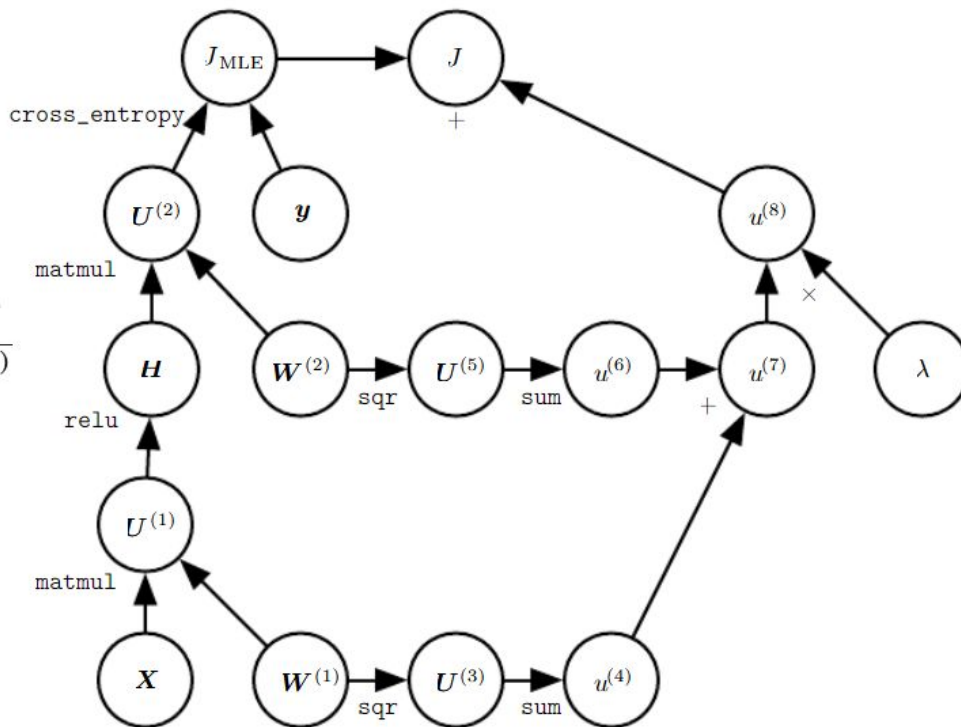 J_MLE J
cross_entropy +
U^(2) y u^(8)
matmul ×
)
H W^(2) U^(5) u^(6) u^(7) λ
relu sqr sum +
U^(1)
matmul
X W^(1) U^(3) u^(4)
sqr sum